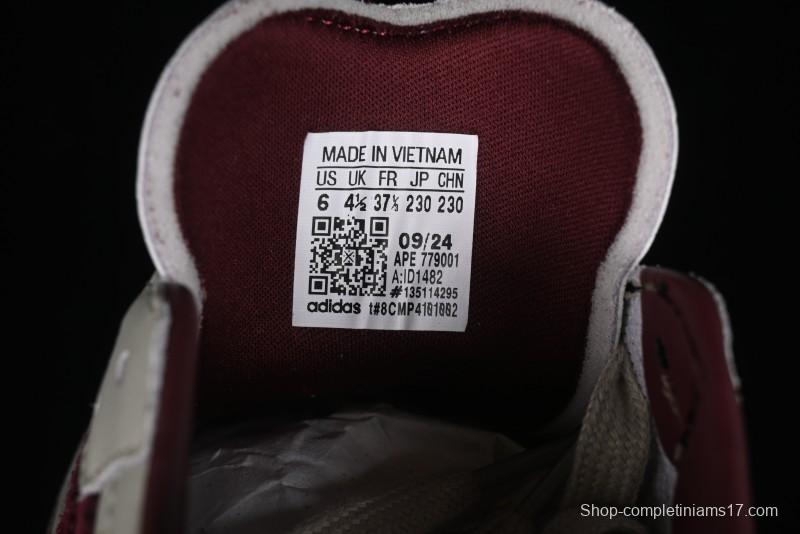 MADE IN VIETNAM
US UK FR JP CHN
6 4½ 37⅓ 230 230
09/24
APE 779001
A:ID1482
#135114295
adidas t#8CMP4101002
Shop-completiniams17.com